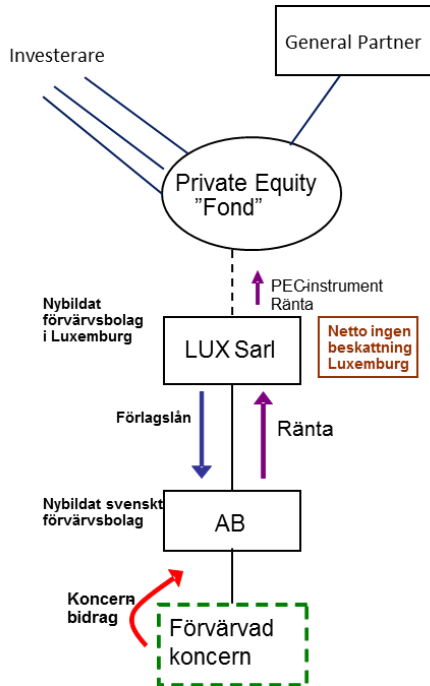 General Partner
Investerare
Private Equity
"Fond"
PEC-instrument
Ränta
Nybildat
förvärvsbolag
i Luxemburg
LUX Sarl
Netto ingen
beskattning
Luxemburg
Förlagslån
Ränta
Nybildat svenskt
förvärvsbolag
AB
Koncern
bidrag
Förvärvad
koncern